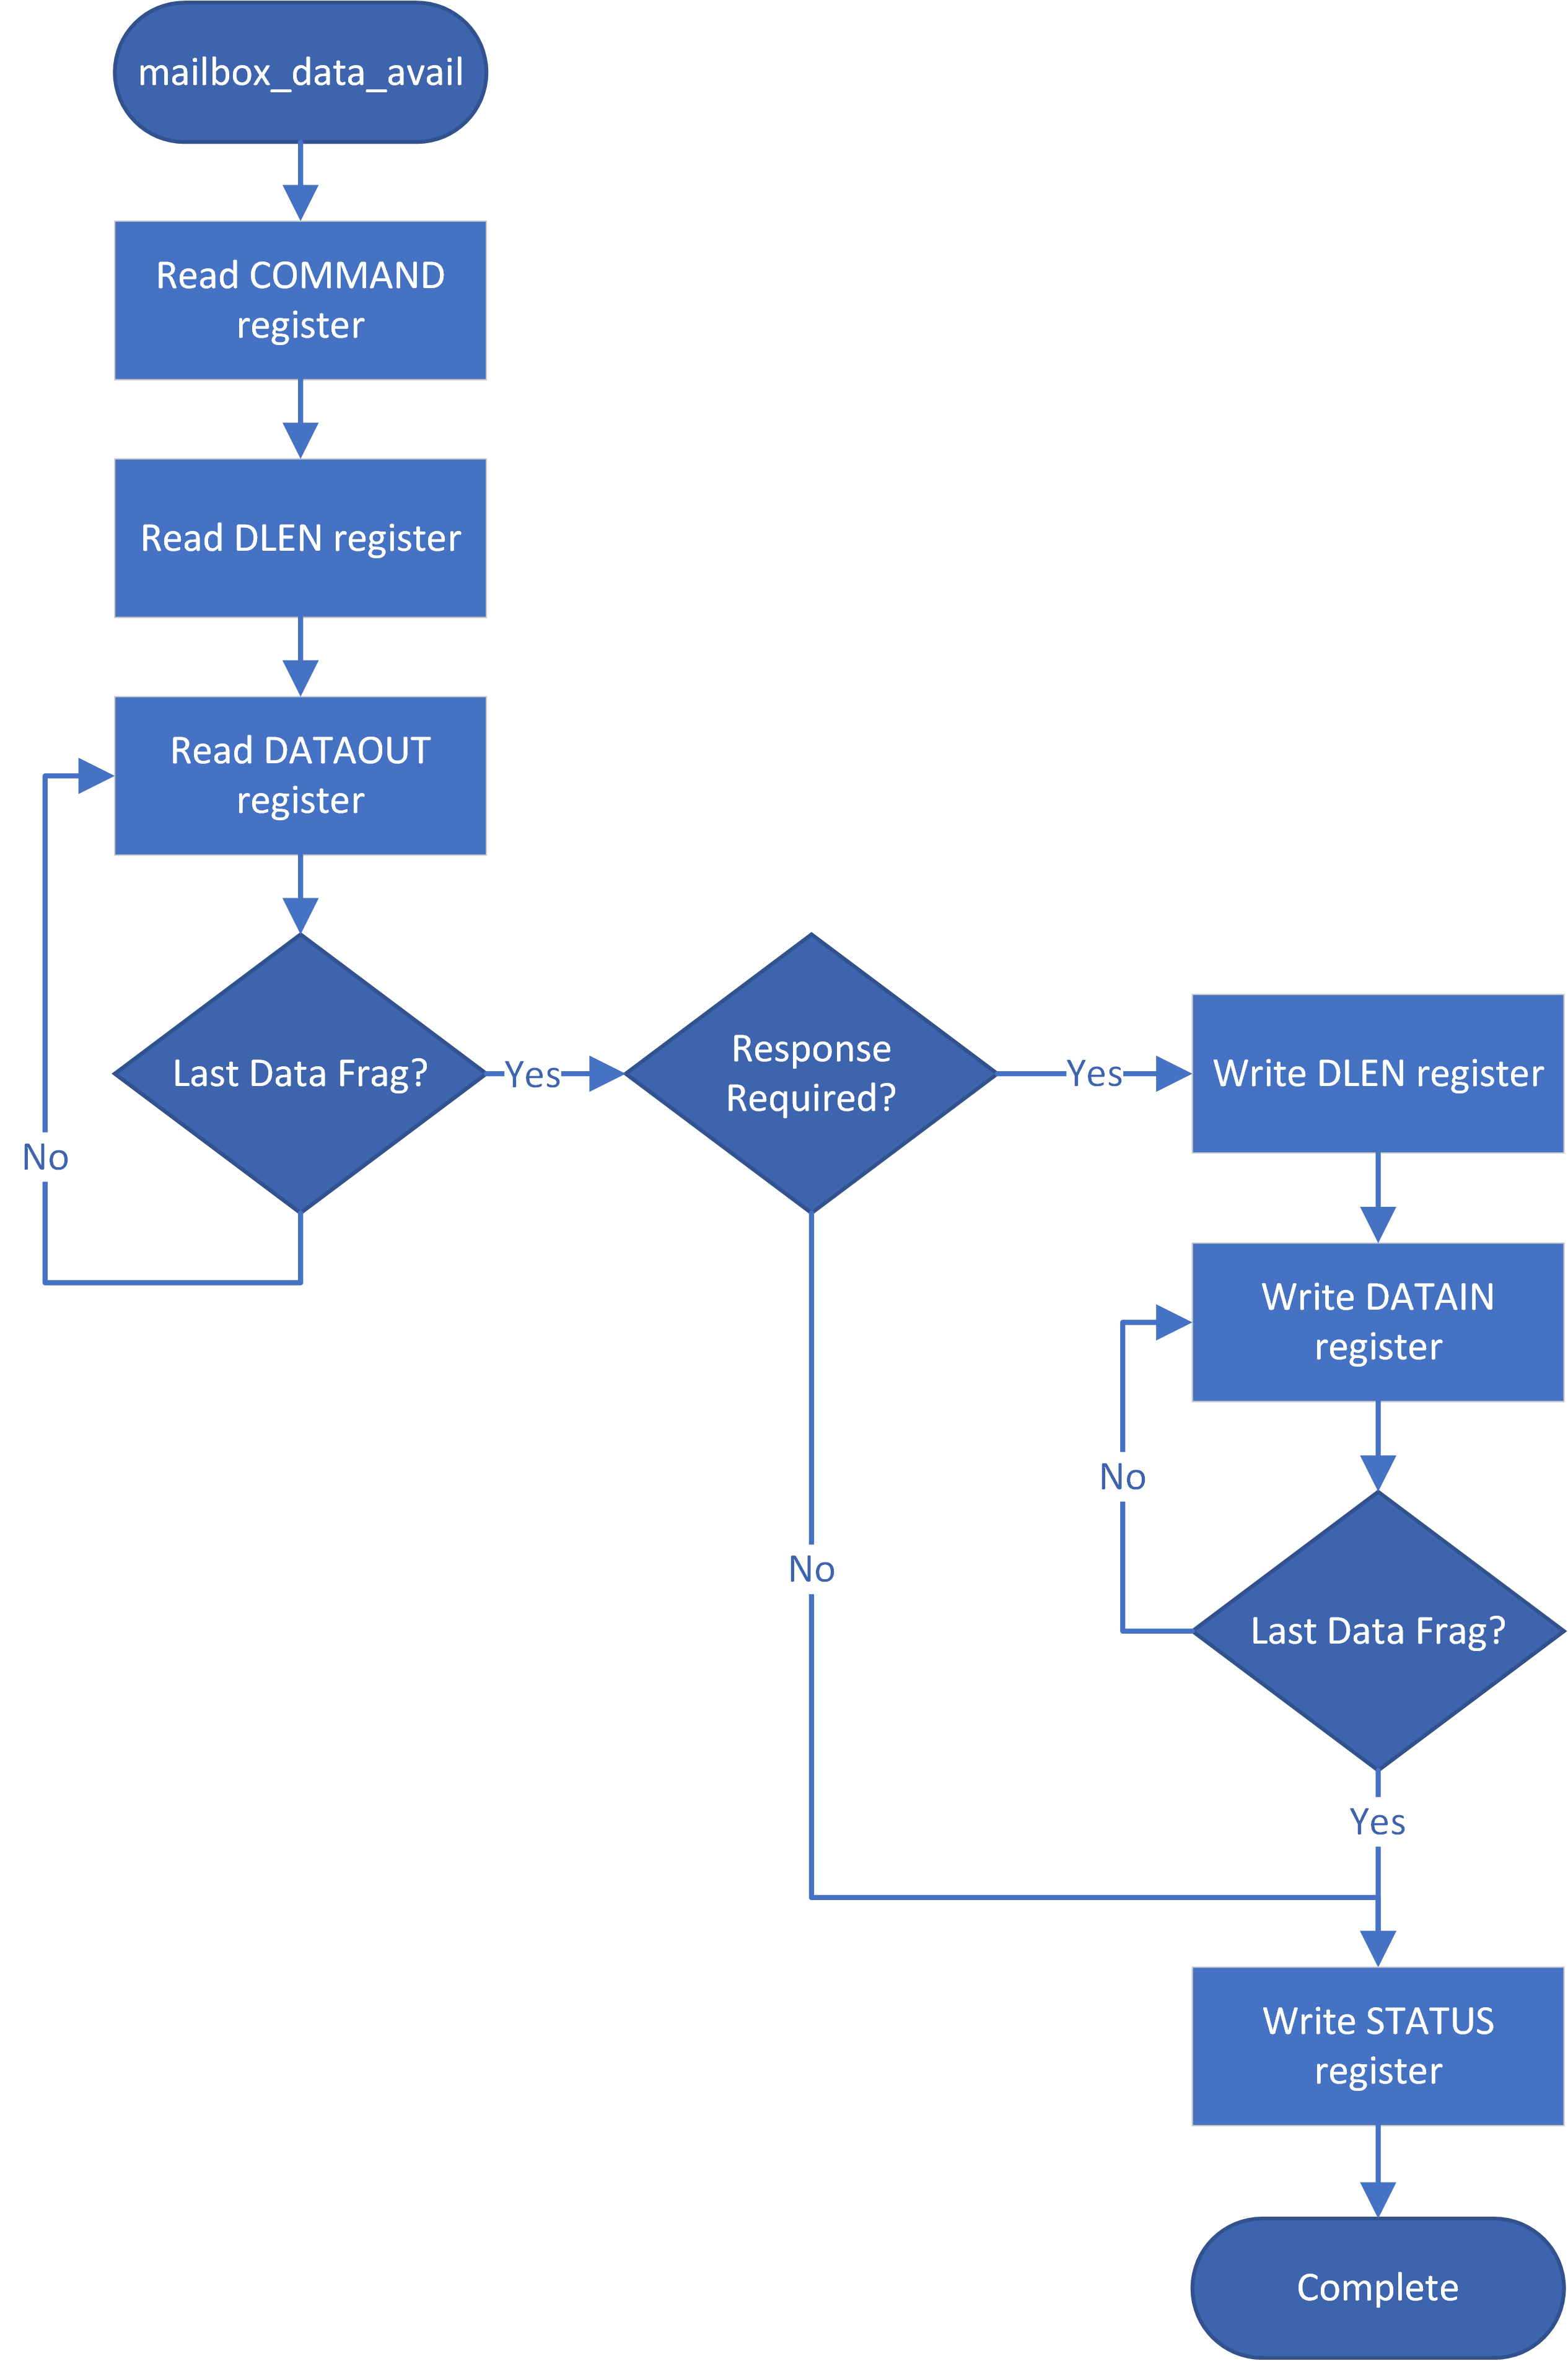 mailbox_data_avail
Read COMMAND
register
Read DLEN register
Read DATAOUT
register
Last Data Frag?
No
Yes
Response
Required?
Yes
No
Write DLEN register
Write DATAIN
register
No
Last Data Frag?
Yes
Write STATUS
register
Complete